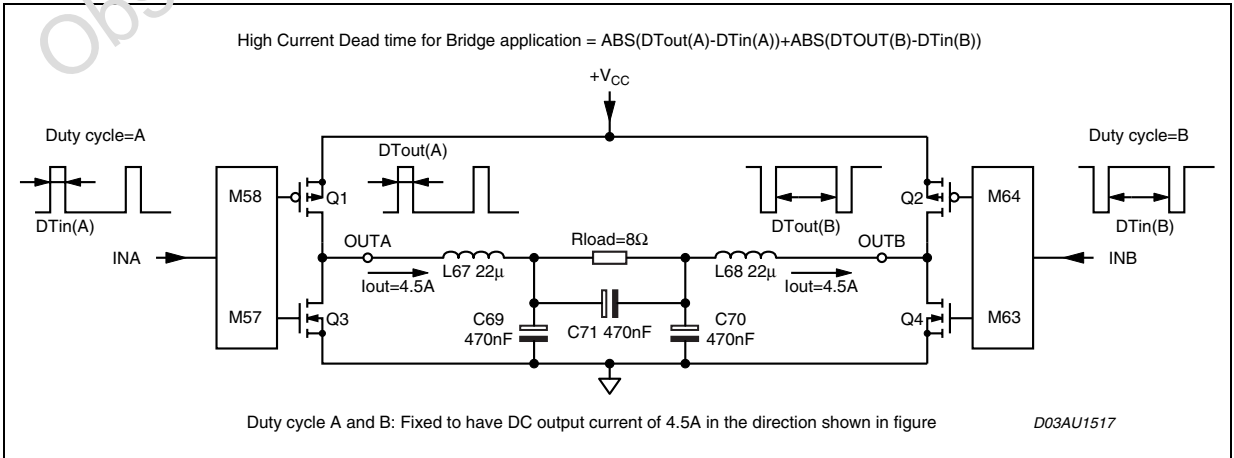 High Current Dead time for Bridge application = ABS(DTout(A)-DTin(A))+ABS(DTOUT(B)-DTin(B))
+VCC
Duty cycle=A
DTout(A)
Duty cycle=B
M58
Q1
Q2
M64
DTin(A)
DTout(B)
DTin(B)
INA
OUTA
Rload=8Ω
OUTB
INB
L67 22µ
L68 22µ
Iout=4.5A
Iout=4.5A
M57
Q3
C69
470nF
C71 470nF
C70
470nF
Q4
M63
Duty cycle A and B: Fixed to have DC output current of 4.5A in the direction shown in figure
D03AU1517